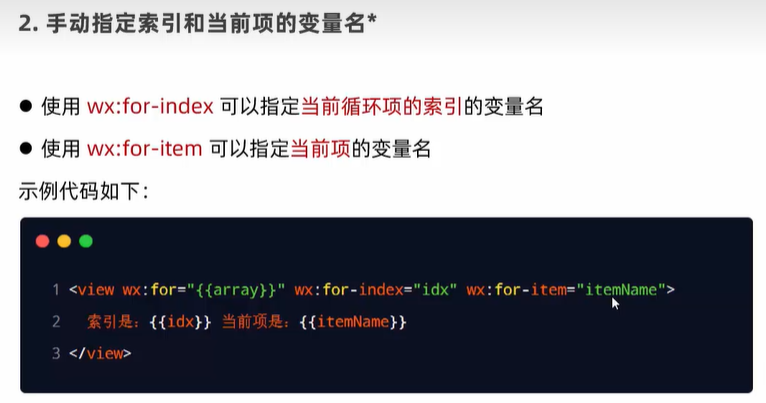 2. 手动指定索引和当前项的变量名*
● 使用 wx:for-index 可以指定当前循环项的索引的变量名
● 使用 wx:for-item 可以指定当前项的变量名
示例代码如下：
1 <view wx:for="{{array}}" wx:for-index="idx" wx:for-item="itemName">
2   索引是：{{idx}} 当前项是：{{itemName}}
3 </view>